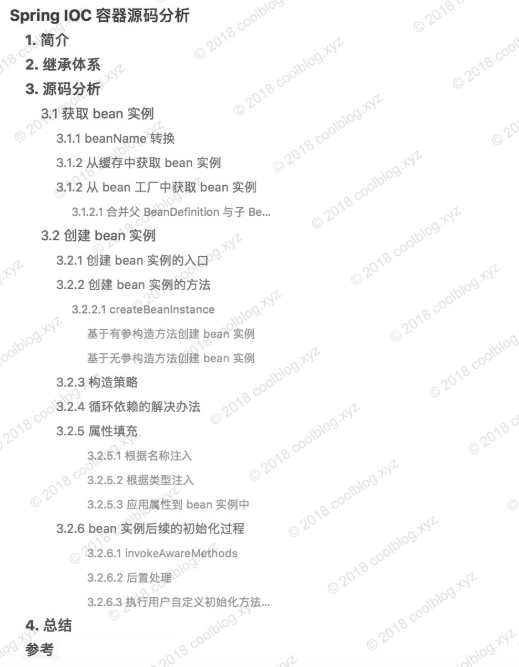 Spring IOC 容器源码分析
1. 简介
2. 继承体系
3. 源码分析
3.1 获取 bean 实例
3.1.1 beanName 转换
3.1.2 从缓存中获取 bean 实例
3.1.2 从 bean 工厂中获取 bean 实例
3.1.2.1 合并父 BeanDefinition 与子 Be...
3.2 创建 bean 实例
3.2.1 创建 bean 实例的入口
3.2.2 创建 bean 实例的方法
3.2.2.1 createBeanInstance
基于有参构造方法创建 bean 实例
基于无参构造方法创建 bean 实例
3.2.3 构造策略
3.2.4 循环依赖的解决办法
3.2.5 属性填充
3.2.5.1 根据名称注入
3.2.5.2 根据类型注入
3.2.5.3 应用属性到 bean 实例中
3.2.6 bean 实例后续的初始化过程
3.2.6.1 invokeAwareMethods
3.2.6.2 后置处理
3.2.6.3 执行用户自定义初始化方法...
4. 总结
参考
© 2018 coolblog.xyz